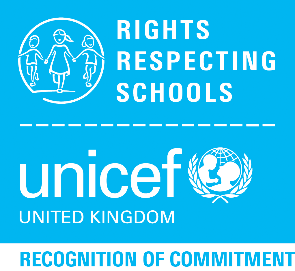 RIGHTS
RESPECTING
SCHOOLS
unicef
UNITED KINGDOM
RECOGNITION OF COMMITMENT